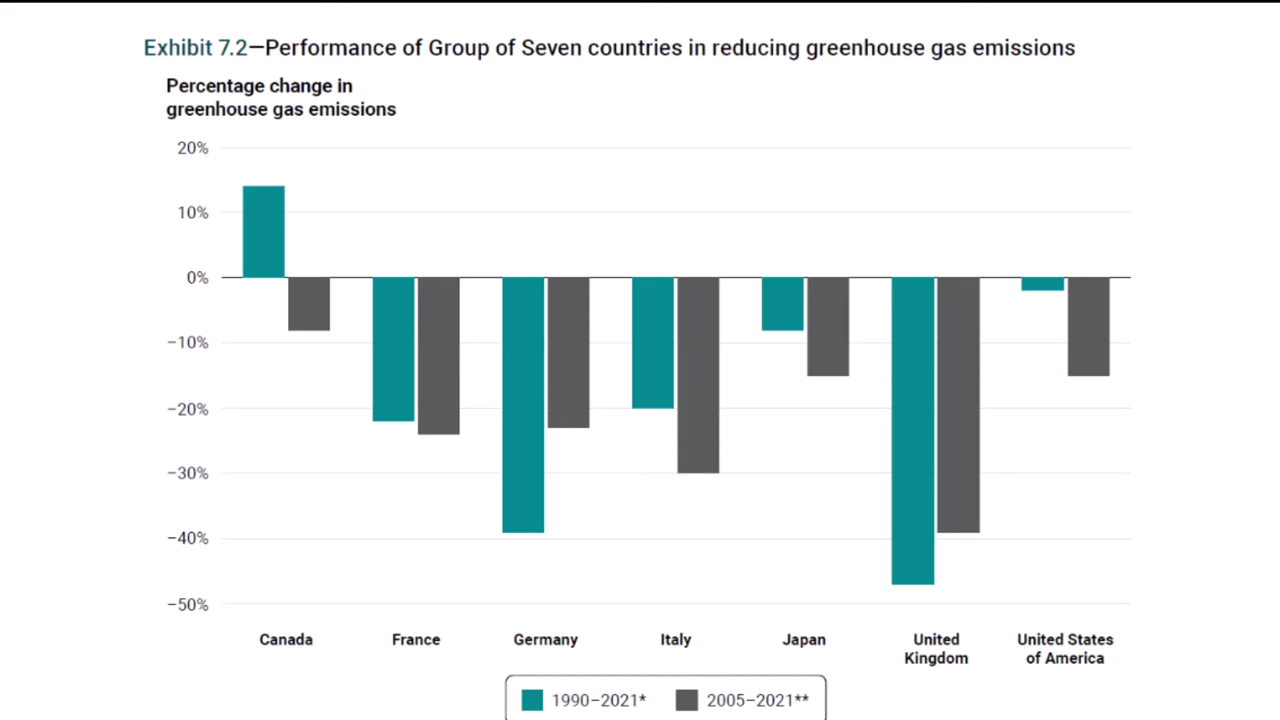 Exhibit 7.2—Performance of Group of Seven countries in reducing greenhouse gas emissions
Percentage change in
greenhouse gas emissions
20%
10%
0%
−10%
−20%
−30%
−40%
−50%
Canada
France
Germany
Italy
Japan
United
Kingdom
United States
of America
1990–2021*
2005–2021**